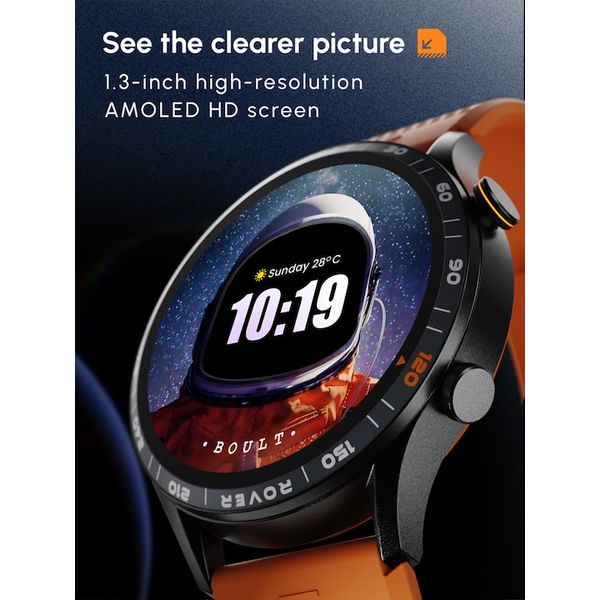 See the clearer picture
1.3-inch high-resolution
AMOLED HD screen
Sunday 28°C
10:19
• BOULT •
30
60
90
120
150
ROVER
210
240